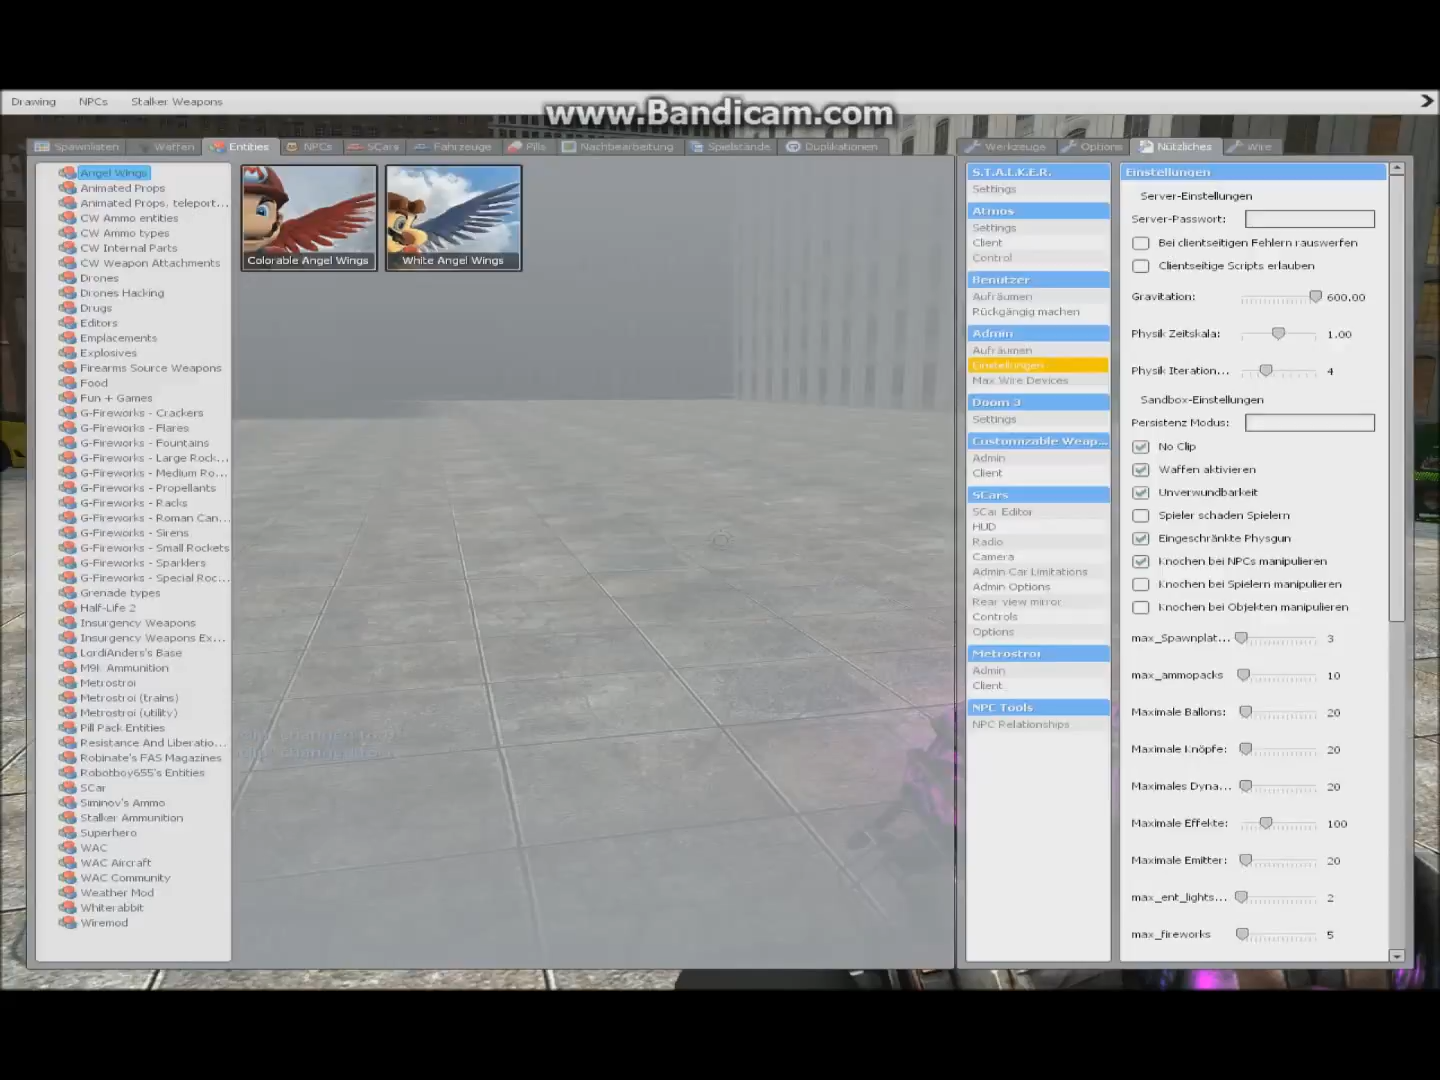 Drawing NPCs Stalker Weapons
www.Bandicam.com
Spawnlisten Waffen Entities NPCs SCars Fahrzeuge Pills Nachbearbeitung Spielstände Duplikationen
Werkzeuge Options Nützliches Wire
Angel Wings
Animated Props
Animated Props, teleport...
CW Ammo entities
CW Ammo types
CW Internal Parts
CW Weapon Attachments
Drones
Drones Hacking
Drugs
Editors
Emplacements
Explosives
Firearms Source Weapons
Food
Fun + Games
G-Fireworks - Crackers
G-Fireworks - Flares
G-Fireworks - Fountains
G-Fireworks - Large Rock...
G-Fireworks - Medium Ro...
G-Fireworks - Propellants
G-Fireworks - Racks
G-Fireworks - Roman Can...
G-Fireworks - Sirens
G-Fireworks - Small Rockets
G-Fireworks - Sparklers
G-Fireworks - Special Roc...
Grenade types
Half-Life 2
Insurgency Weapons
Insurgency Weapons Ex...
LordiAnders's Base
M9K Ammunition
Metrostroi
Metrostroi (trains)
Metrostroi (utility)
Pill Pack Entities
Resistance And Liberatio...
Robinate's FAS Magazines
Robotboy655's Entities
SCar
Siminov's Ammo
Stalker Ammunition
Superhero
WAC
WAC Aircraft
WAC Community
Weather Mod
Whiterabbit
Wiremod
Colorable Angel Wings
White Angel Wings
S.T.A.L.K.E.R.
Settings
Atmos
Settings
Client
Control
Benutzer
Aufräumen
Rückgängig machen
Admin
Aufräumen
Einstellungen
Max Wire Devices
Doom 3
Settings
Customizable Weap...
Admin
Client
SCars
SCar Editor
HUD
Radio
Camera
Admin Car Limitations
Admin Options
Rear view mirror
Controls
Options
Metrostroi
Admin
Client
NPC Tools
NPC Relationships
Einstellungen
Server-Einstellungen
Server-Passwort:
Bei clientseitigen Fehlern rauswerfen
Clientseitige Scripts erlauben
Gravitation: 600.00
Physik Zeitskala: 1.00
Physik Iteration... 4
Sandbox-Einstellungen
Persistenz Modus:
No Clip
Waffen aktivieren
Unverwundbarkeit
Spieler schaden Spielern
Eingeschränkte Physgun
Knochen bei NPCs manipulieren
Knochen bei Spielern manipulieren
Knochen bei Objekten manipulieren
max_Spawnplat... 3
max_ammopacks 10
Maximale Ballons: 20
Maximale Knöpfe: 20
Maximales Dyna... 20
Maximale Effekte: 100
Maximale Emitter: 20
max_ent_lights... 2
max_fireworks 5